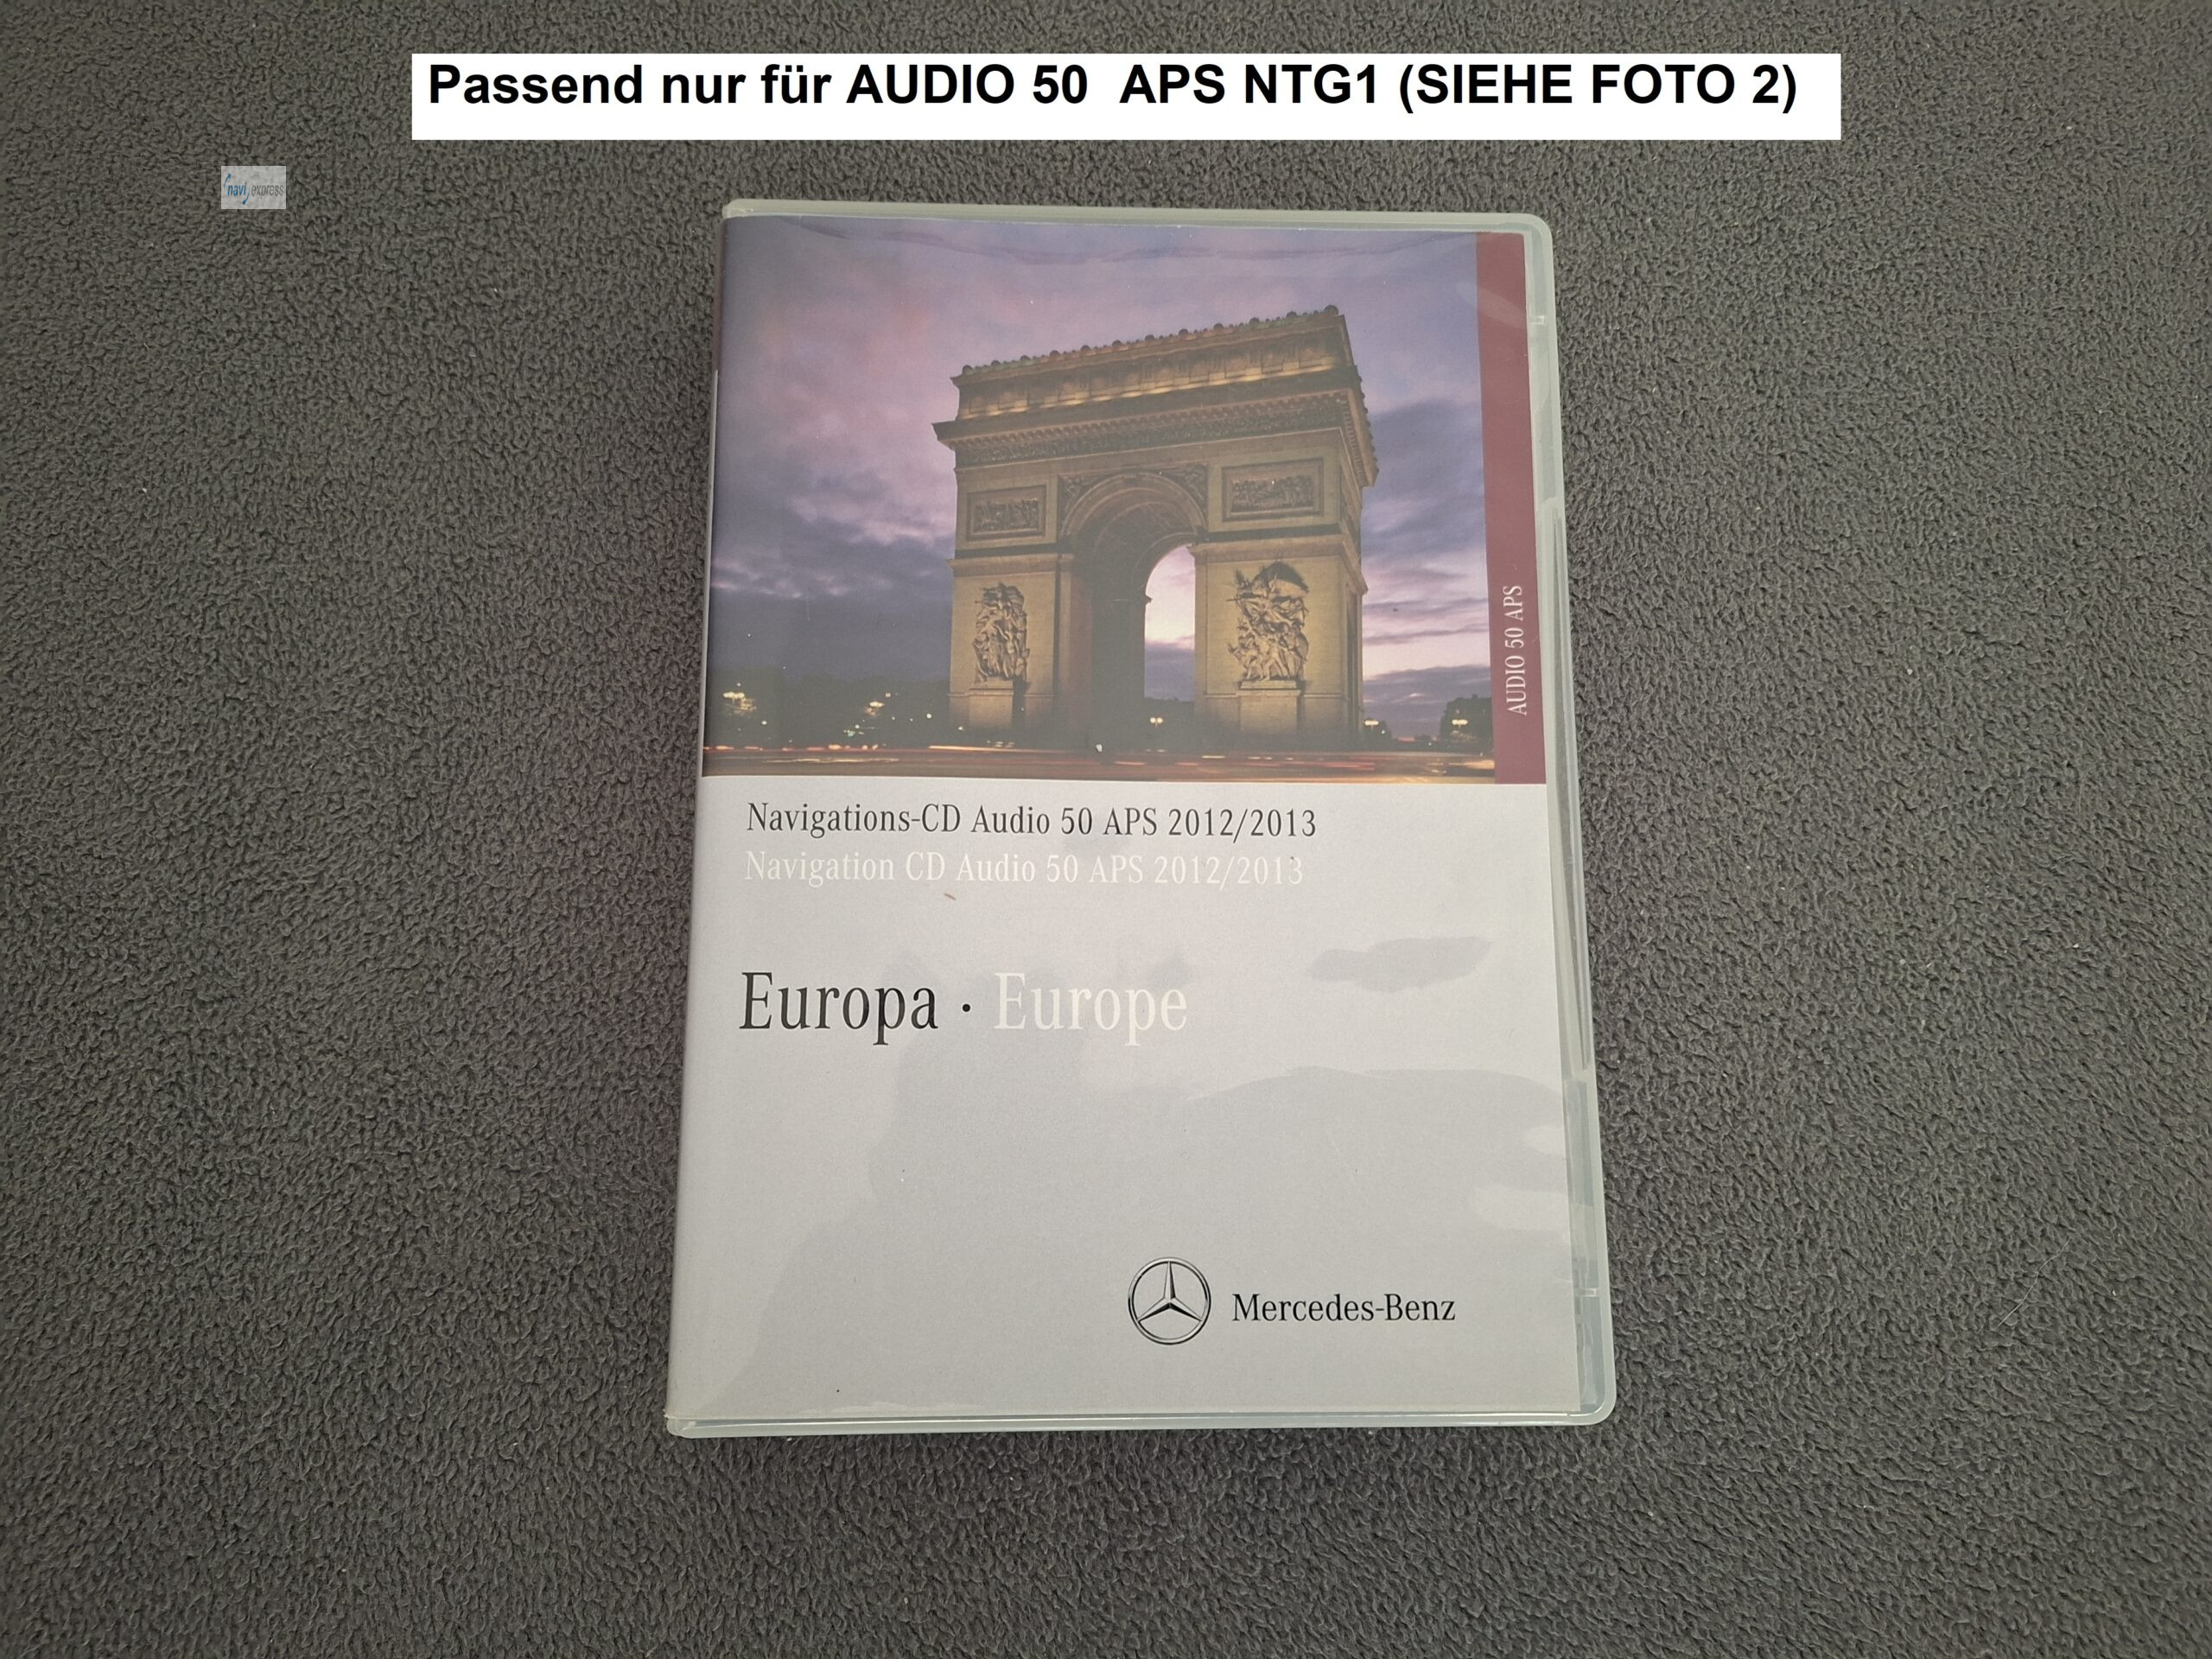 Passend nur für AUDIO 50 APS NTG1 (SIEHE FOTO 2)
navi express
AUDIO 50 APS
Navigations-CD Audio 50 APS 2012/2013
Navigation CD Audio 50 APS 2012/2013
Europa · Europe
Mercedes-Benz